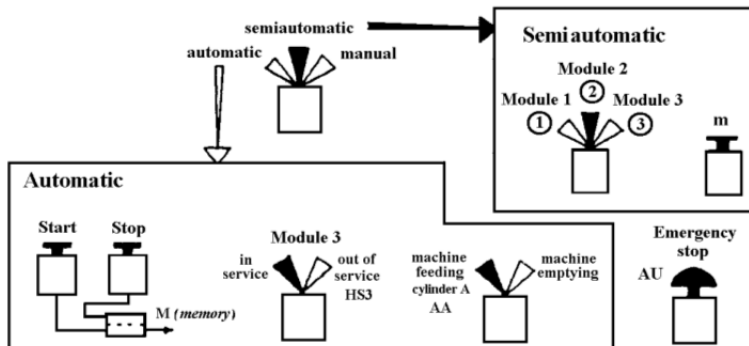 semiautomatic
automatic
manual
Semiautomatic
Module 2
2
Module 1
Module 3
1
3
m
Automatic
Start
Stop
M (memory)
Module 3
in
service
out of
service
HS3
machine
feeding
cylinder A
AA
machine
emptying
Emergency
stop
AU